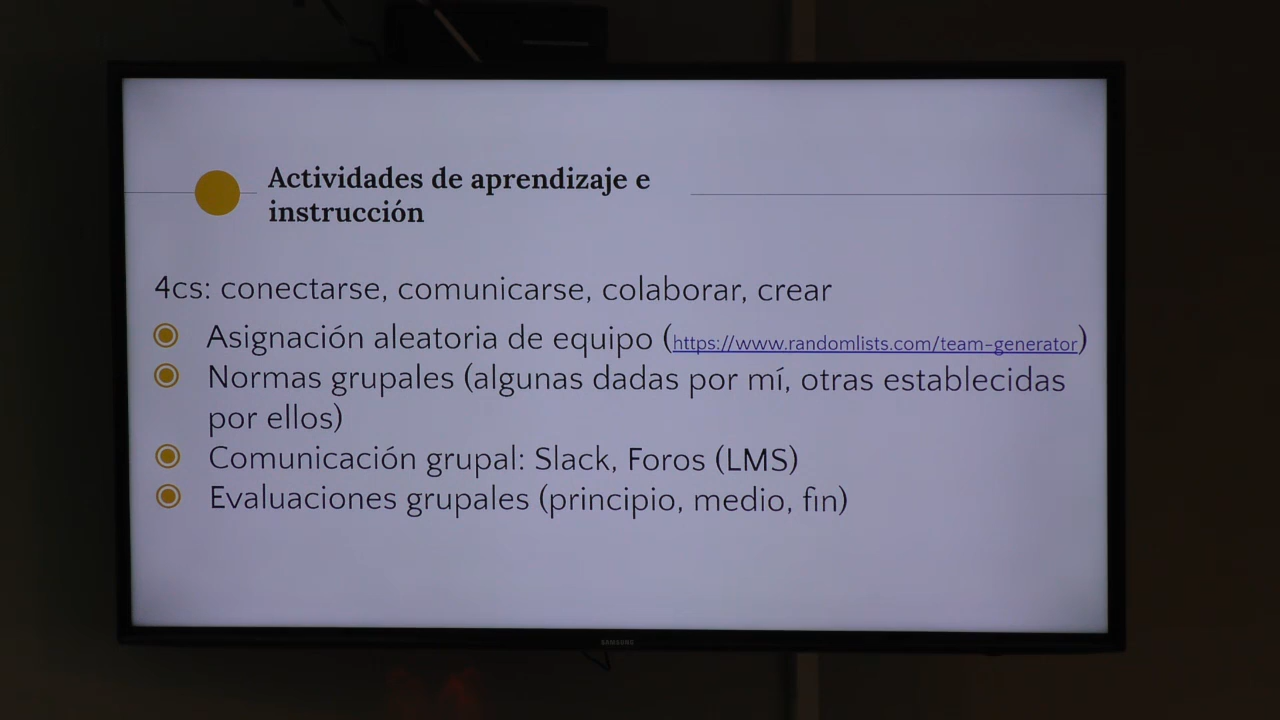 Actividades de aprendizaje e
instrucción
4cs: conectarse, comunicarse, colaborar, crear
Asignación aleatoria de equipo (https://www.randomlists.com/team-generator)
Normas grupales (algunas dadas por mí, otras establecidas
por ellos)
Comunicación grupal: Slack, Foros (LMS)
Evaluaciones grupales (principio, medio, fin)
SAMSUNG